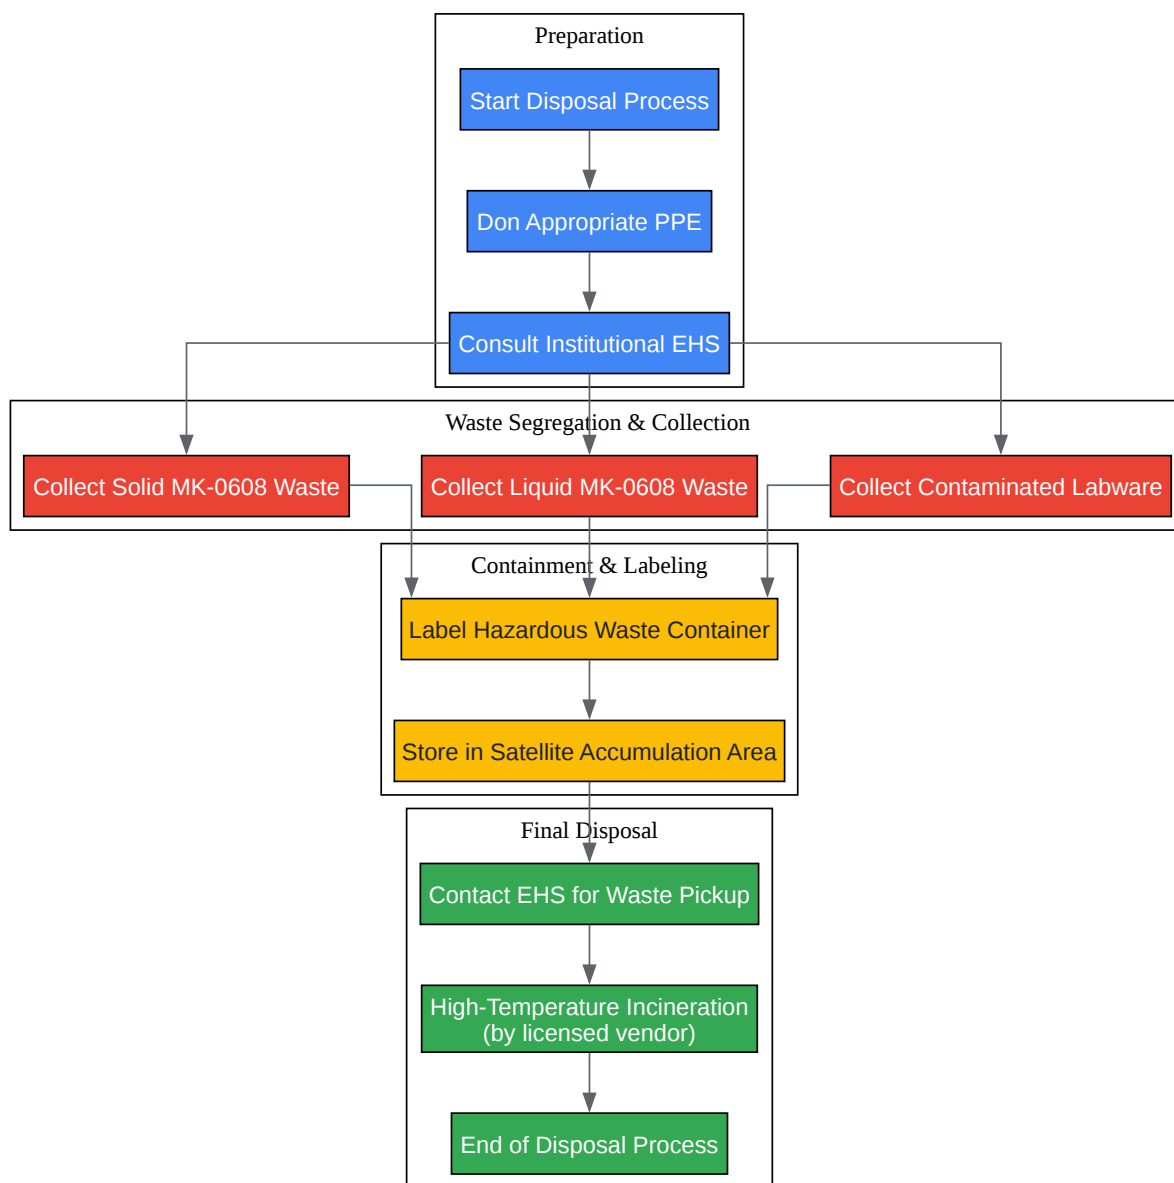 Preparation
Start Disposal Process
Don Appropriate PPE
Consult Institutional EHS
Waste Segregation & Collection
Collect Solid MK-0608 Waste
Collect Liquid MK-0608 Waste
Collect Contaminated Labware
Containment & Labeling
Label Hazardous Waste Container
Store in Satellite Accumulation Area
Final Disposal
Contact EHS for Waste Pickup
High-Temperature Incineration
(by licensed vendor)
End of Disposal Process